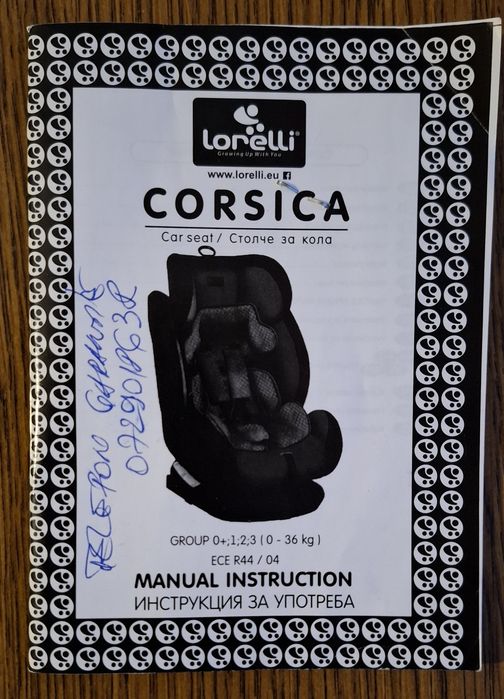 Lorelli®
Growing Up With You
www.lorelli.eu f
CORSICA
Car seat / Столче за кола
GROUP 0+;1;2;3 ( 0 - 36 kg )
ECE R44 / 04
MANUAL INSTRUCTION
ИНСТРУКЦИЯ ЗА УПОТРЕБА
TELEFON